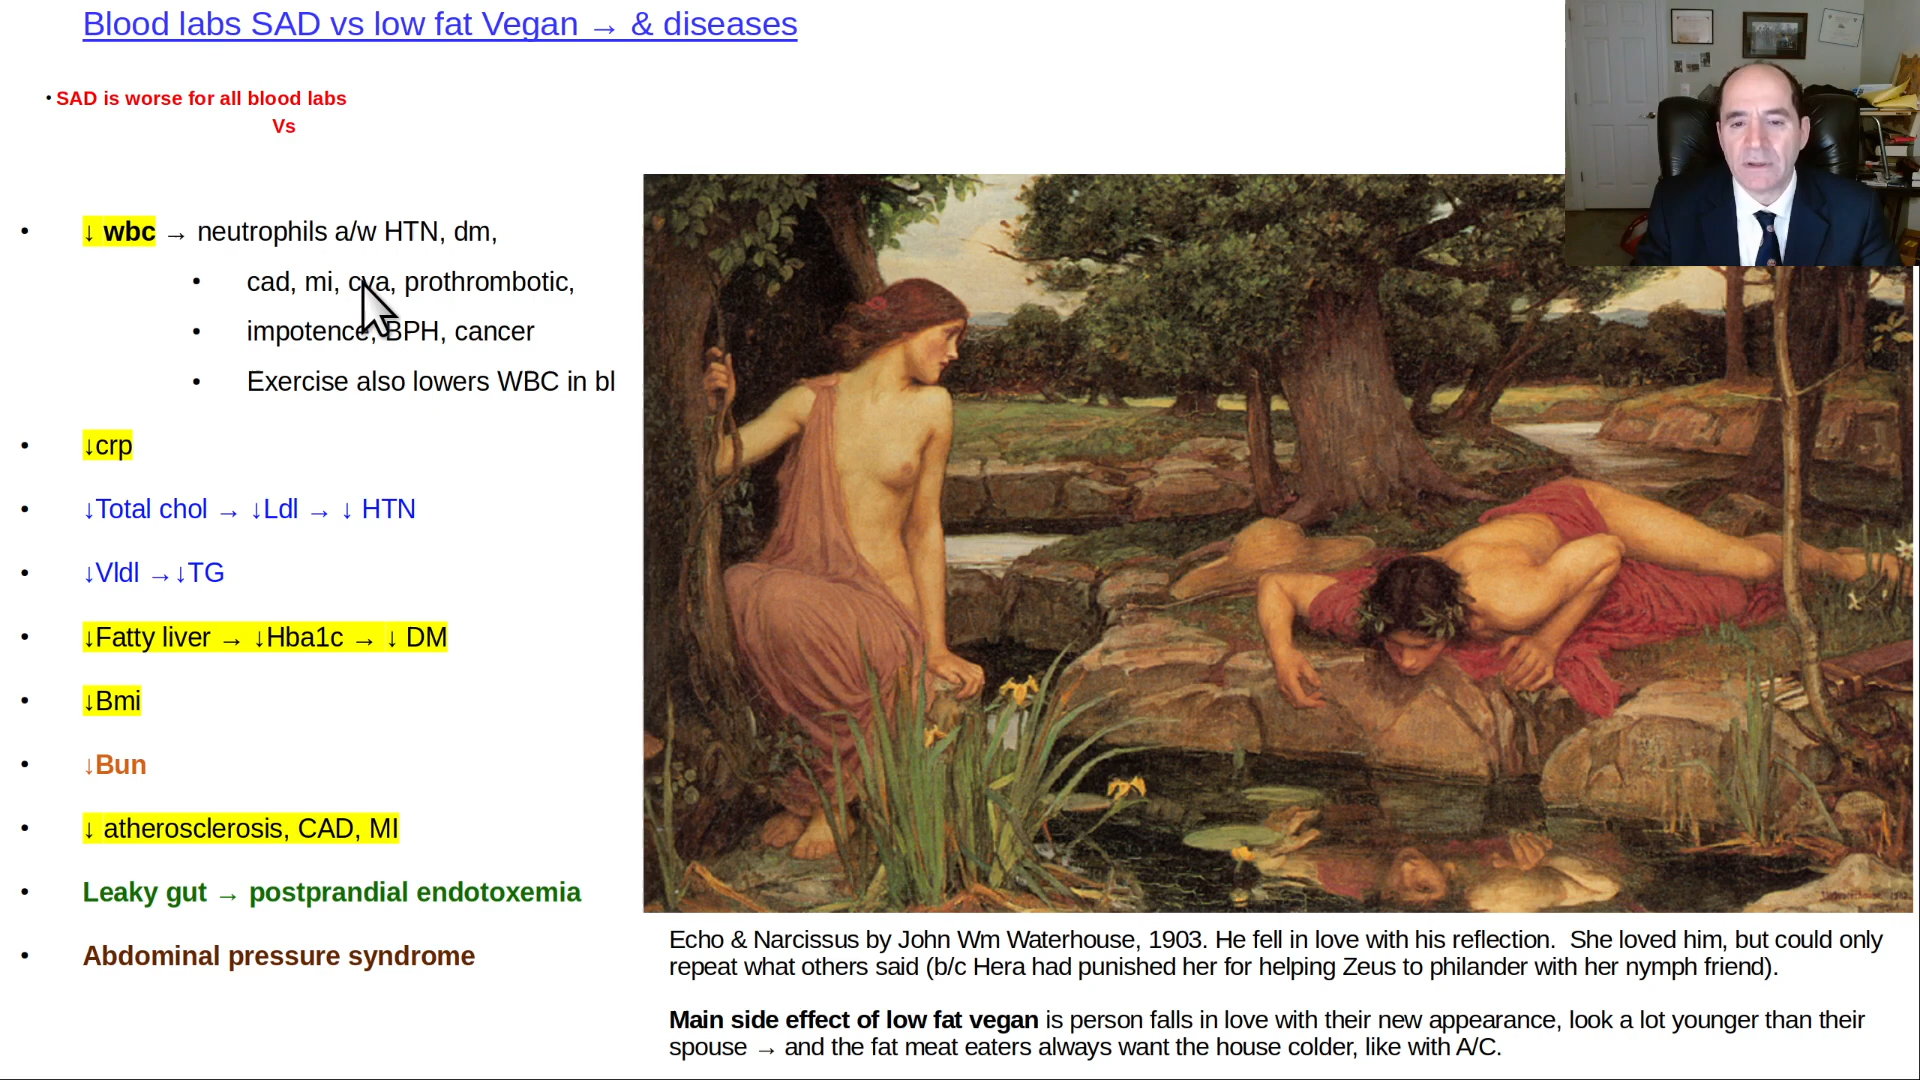 Blood labs SAD vs low fat Vegan → & diseases
• SAD is worse for all blood labs
Vs
• ↓ wbc → neutrophils a/w HTN, dm,
• cad, mi, cva, prothrombotic,
• impotence, BPH, cancer
• Exercise also lowers WBC in bl
• ↓crp
• ↓Total chol → ↓Ldl → ↓ HTN
• ↓Vldl →↓TG
• ↓Fatty liver → ↓Hba1c → ↓ DM
• ↓Bmi
• ↓Bun
• ↓ atherosclerosis, CAD, MI
• Leaky gut → postprandial endotoxemia
• Abdominal pressure syndrome
Echo & Narcissus by John Wm Waterhouse, 1903. He fell in love with his reflection. She loved him, but could only
repeat what others said (b/c Hera had punished her for helping Zeus to philander with her nymph friend).
Main side effect of low fat vegan is person falls in love with their new appearance, look a lot younger than their
spouse → and the fat meat eaters always want the house colder, like with A/C.